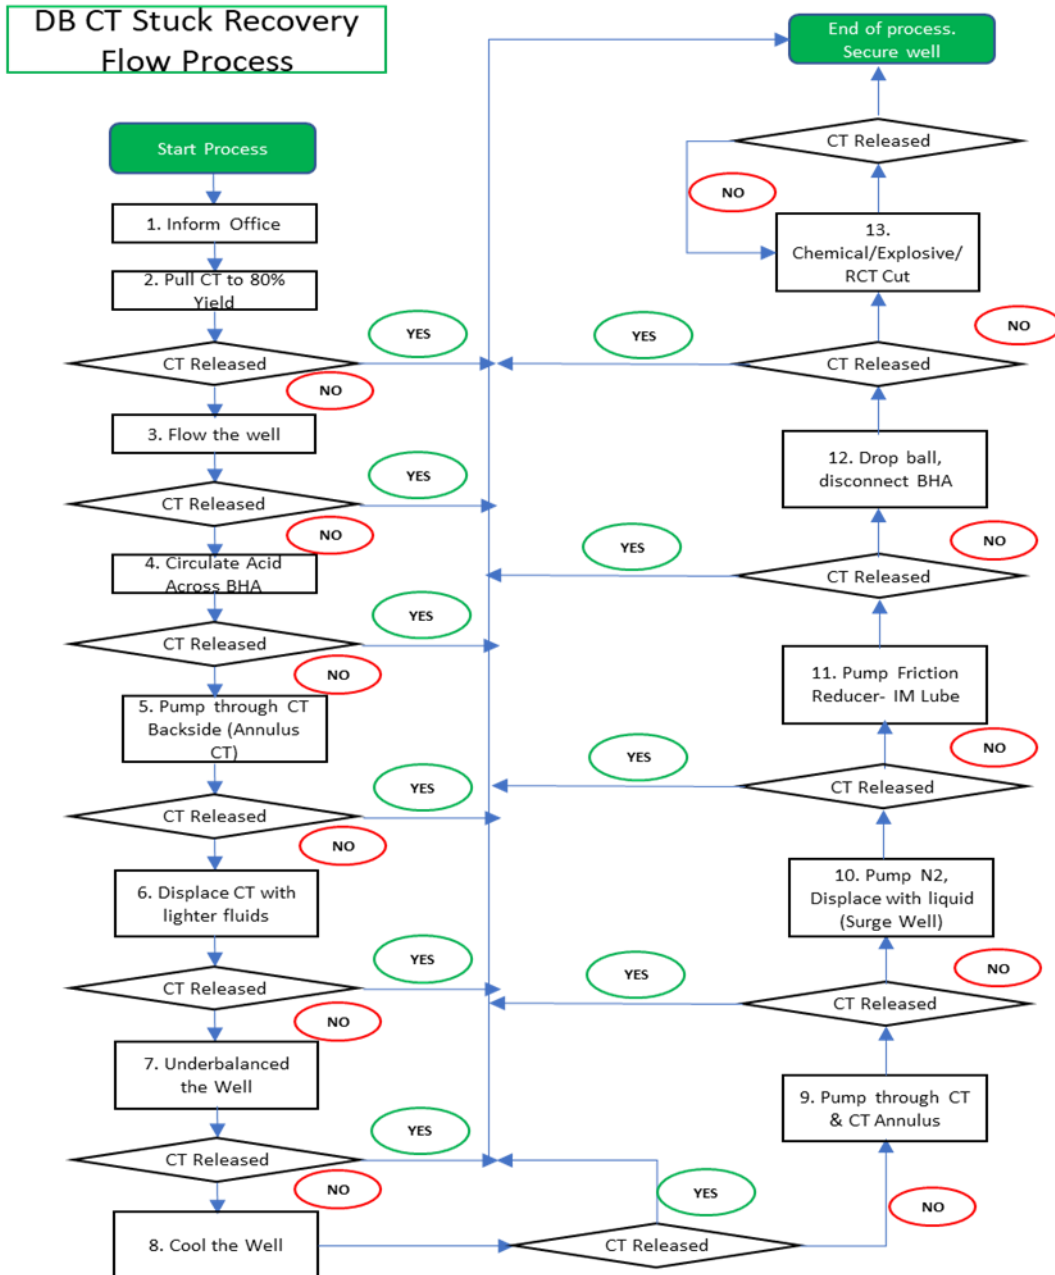 DB CT Stuck Recovery
Flow Process
Start Process
1. Inform Office
2. Pull CT to 80%
Yield
CT Released
YES
NO
3. Flow the well
CT Released
YES
NO
4. Circulate Acid
Across BHA
CT Released
YES
NO
5. Pump through CT
Backside (Annulus
CT)
CT Released
YES
NO
6. Displace CT with
lighter fluids
CT Released
YES
NO
7. Underbalanced
the Well
CT Released
YES
NO
8. Cool the Well
CT Released
YES
NO
9. Pump through CT
& CT Annulus
CT Released
YES
NO
10. Pump N2,
Displace with liquid
(Surge Well)
CT Released
YES
NO
11. Pump Friction
Reducer- IM Lube
CT Released
YES
NO
12. Drop ball,
disconnect BHA
CT Released
YES
NO
13.
Chemical/Explosive/
RCT Cut
CT Released
NO
End of process.
Secure well